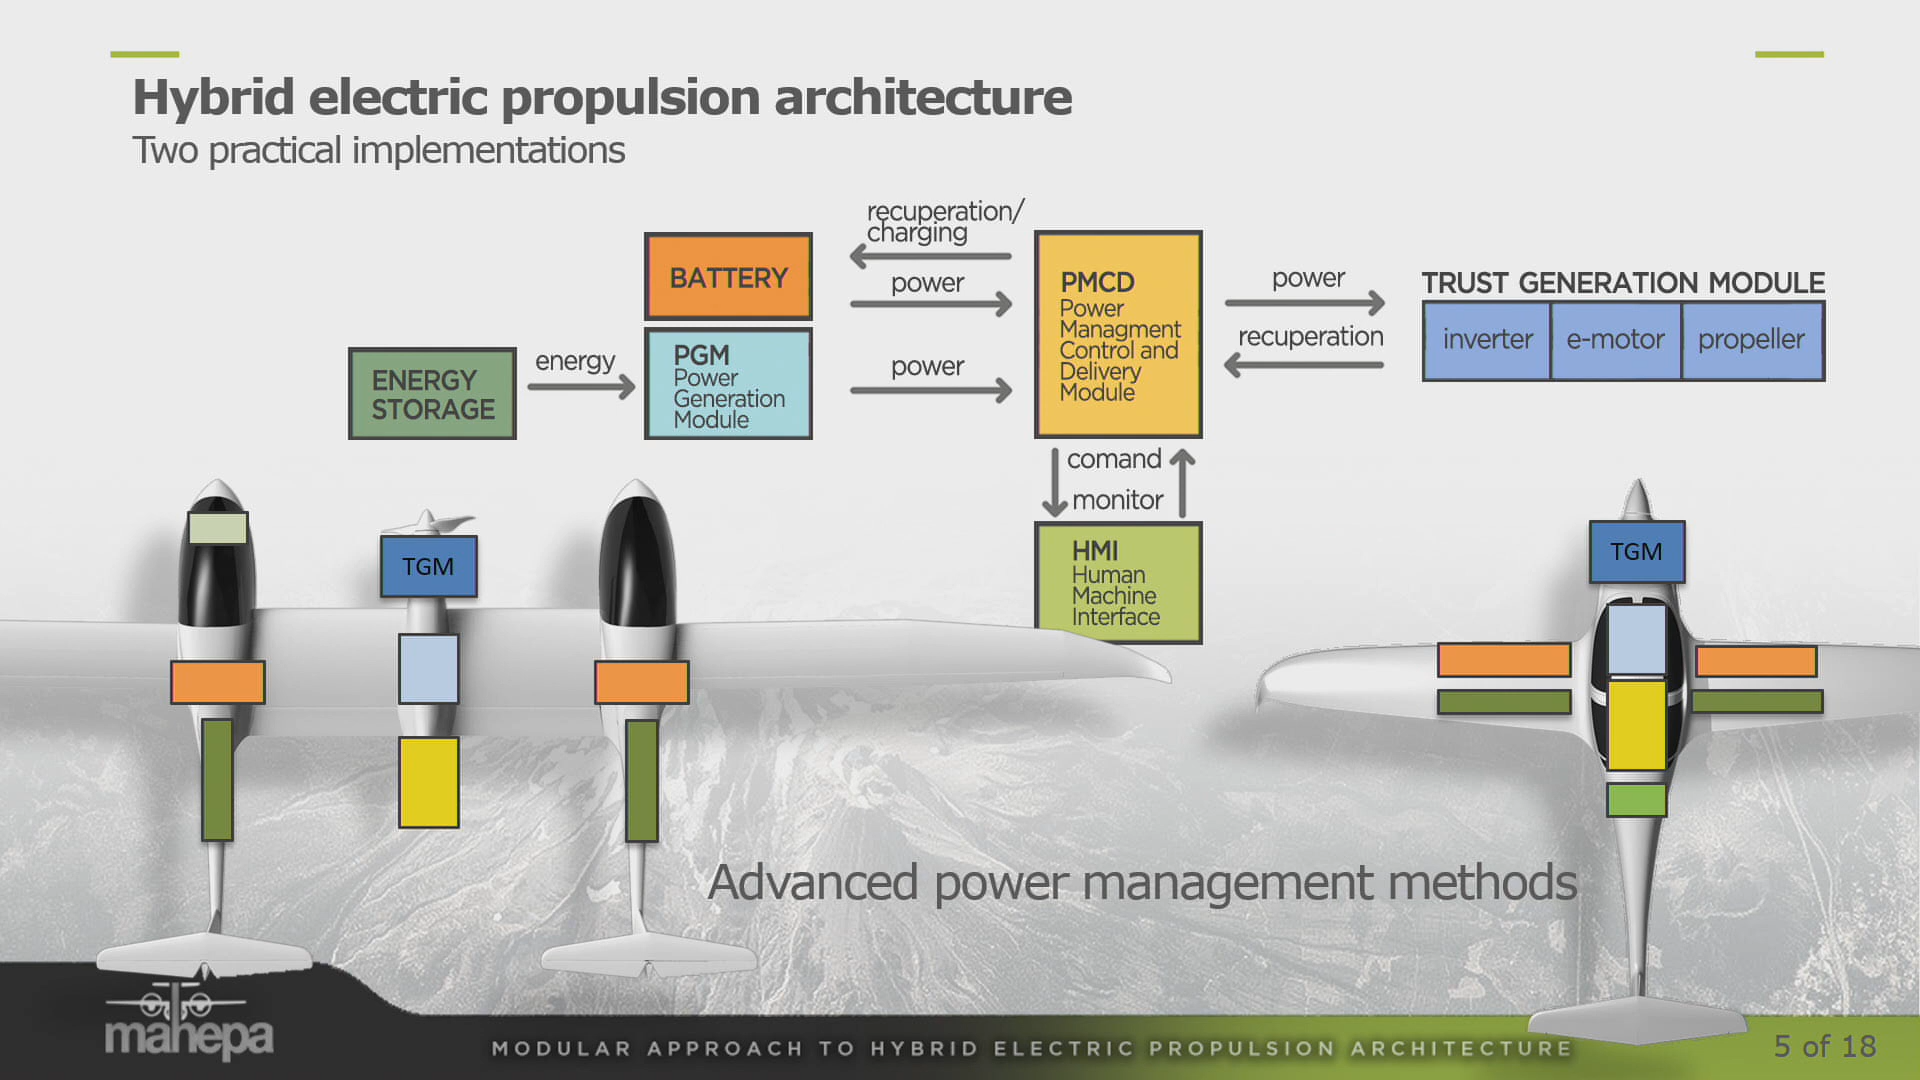 Hybrid electric propulsion architecture
Two practical implementations
recuperation/
charging
BATTERY
power
PMCD
Power
Managment
Control and
Delivery
Module
power
TRUST GENERATION MODULE
inverter
e-motor
propeller
recuperation
ENERGY
STORAGE
energy
PGM
Power
Generation
Module
power
comand
monitor
HMI
Human
Machine
Interface
TGM
TGM
Advanced power management methods
mahepa
MODULAR APPROACH TO HYBRID ELECTRIC PROPULSION ARCHITECTURE
5 of 18